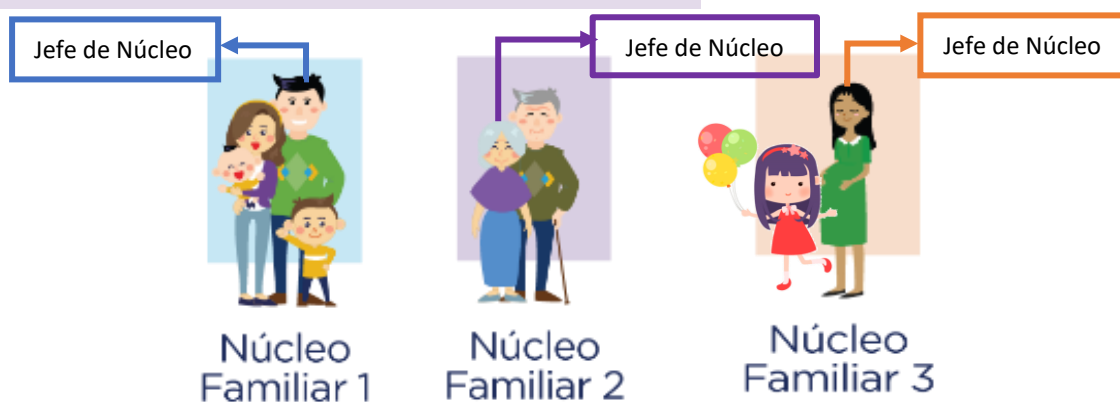 Jefe de Núcleo
Jefe de Núcleo
Jefe de Núcleo
Núcleo
Familiar 1
Núcleo
Familiar 2
Núcleo
Familiar 3